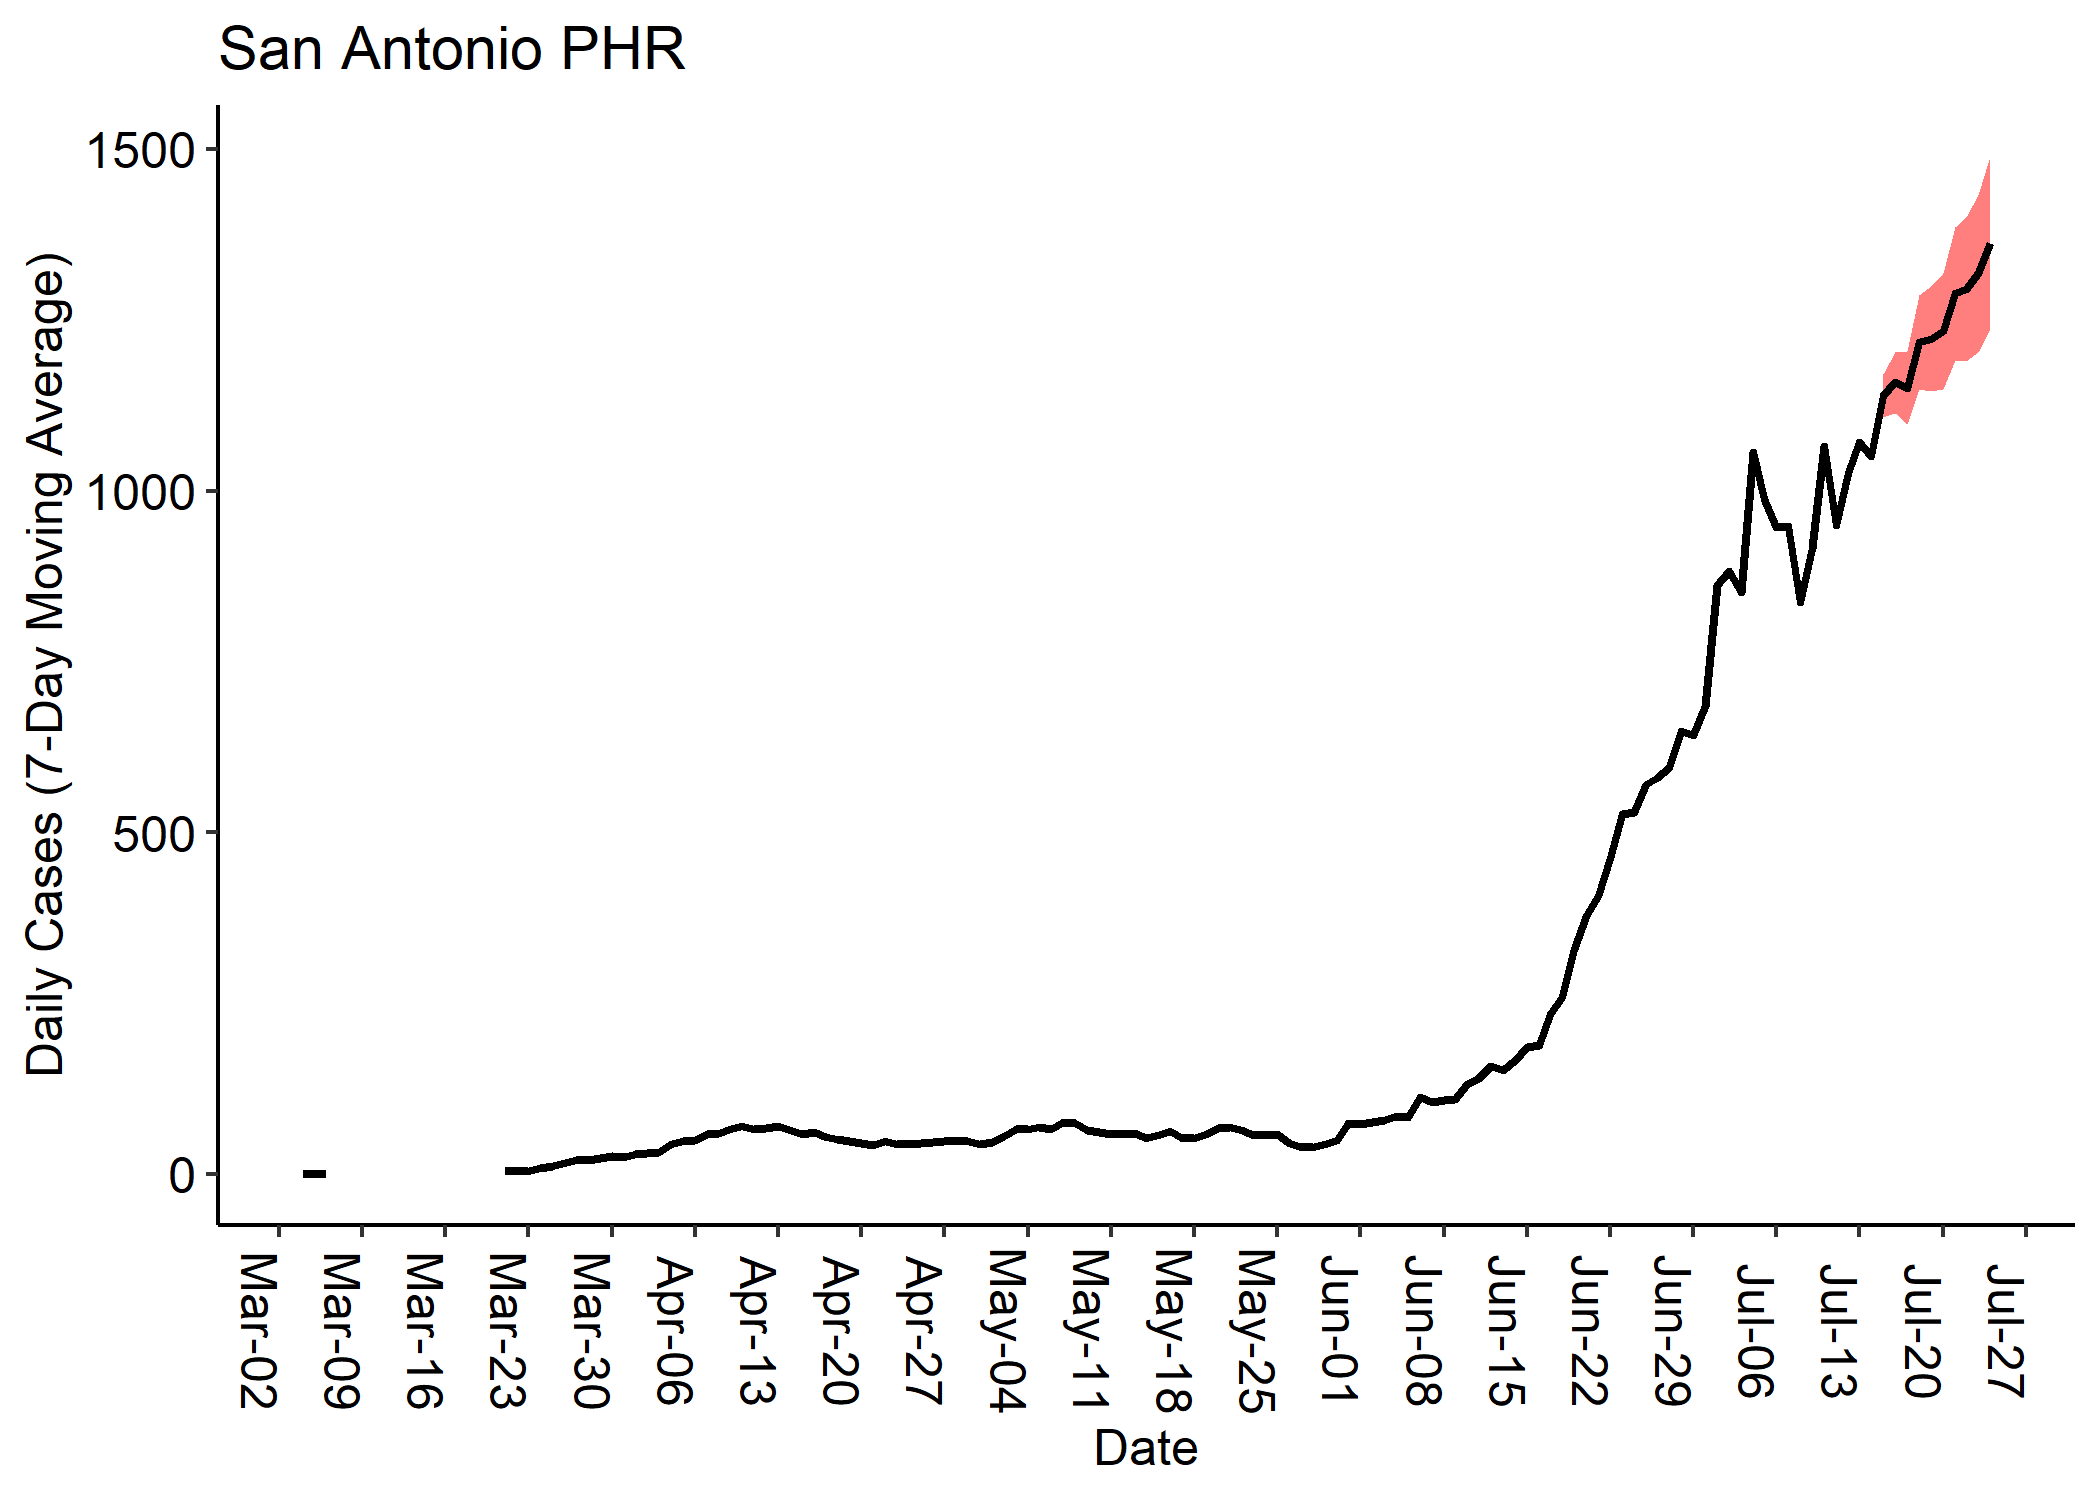 San Antonio PHR
Daily Cases (7-Day Moving Average)
1500
1000
500
0
Mar-02
Mar-09
Mar-16
Mar-23
Mar-30
Apr-06
Apr-13
Apr-20
Apr-27
May-04
May-11
May-18
May-25
Jun-01
Jun-08
Jun-15
Jun-22
Jun-29
Jul-06
Jul-13
Jul-20
Jul-27
Date